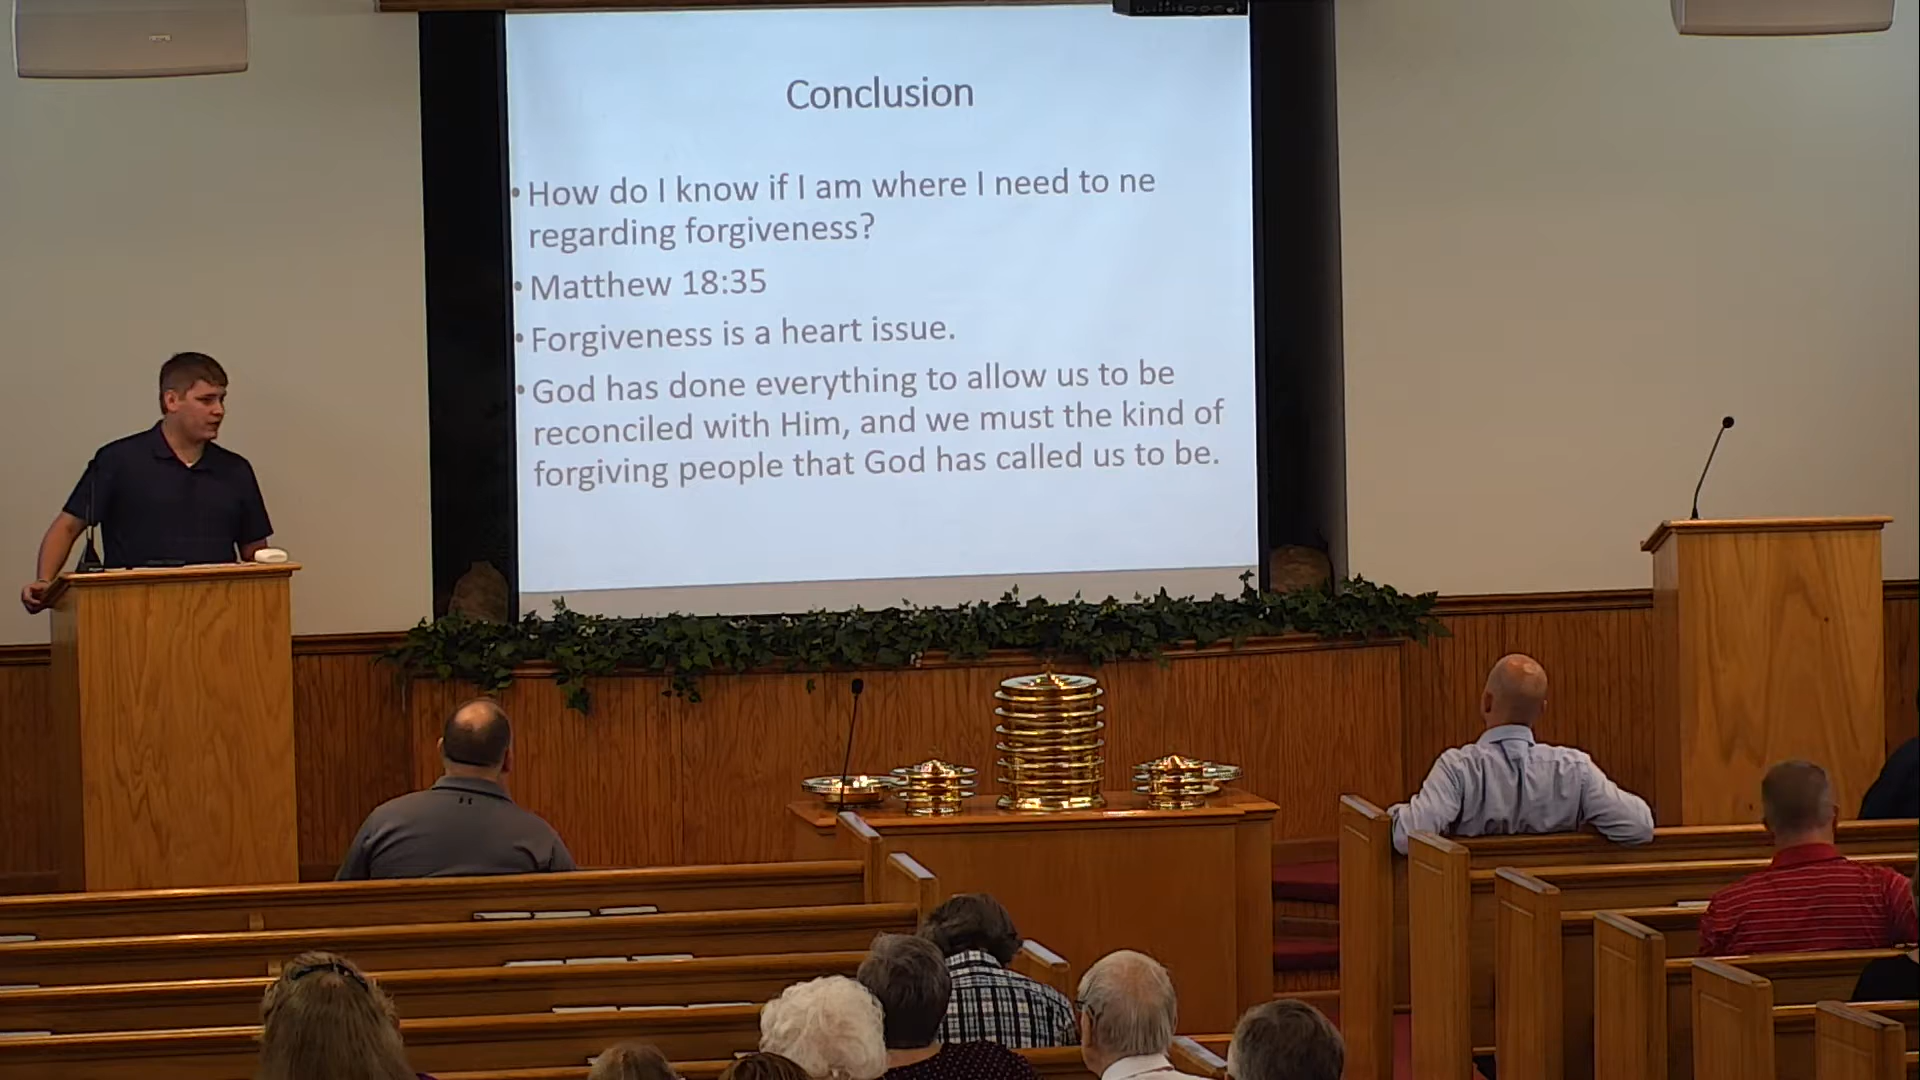 Conclusion
• How do I know if I am where I need to ne
regarding forgiveness?
• Matthew 18:35
• Forgiveness is a heart issue.
• God has done everything to allow us to be
reconciled with Him, and we must the kind of
forgiving people that God has called us to be.